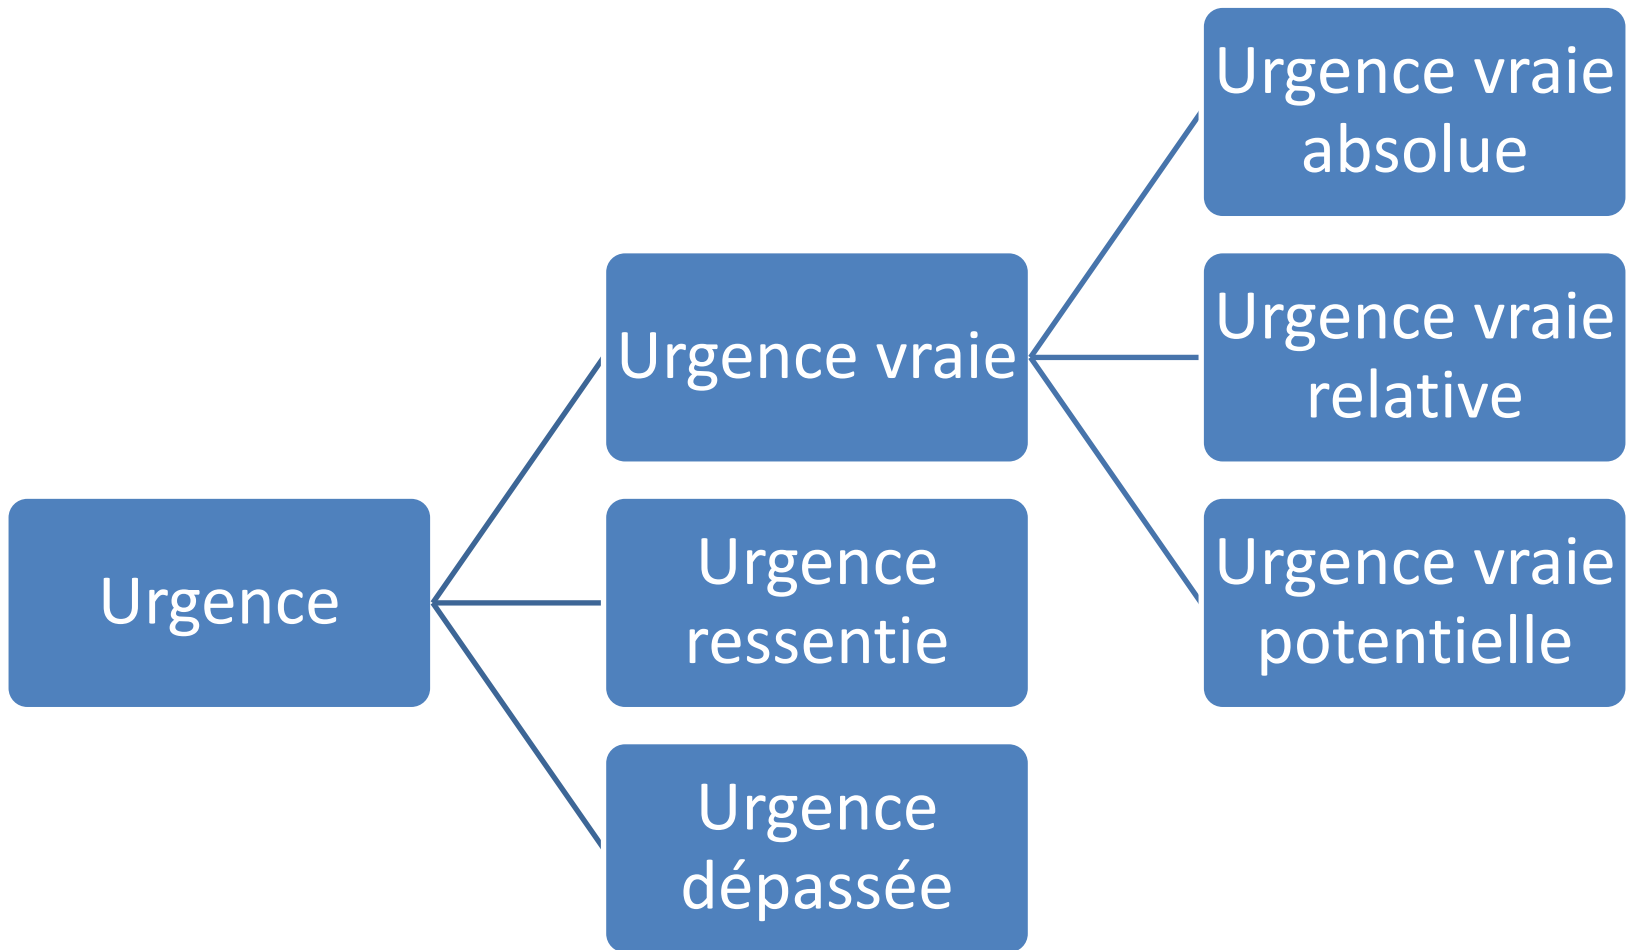 Urgence
Urgence vraie
Urgence
ressentie
Urgence
dépassée
Urgence vraie
absolue
Urgence vraie
relative
Urgence vraie
potentielle